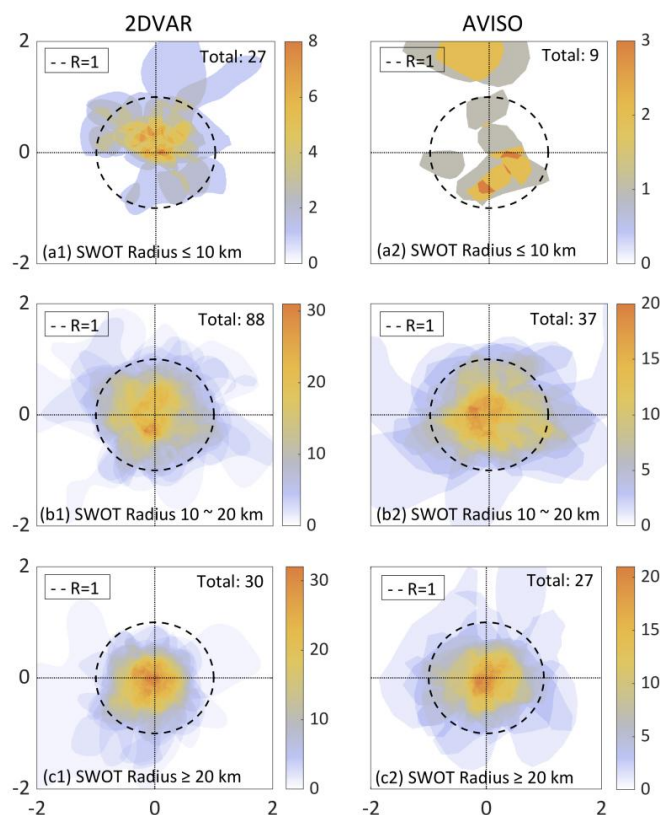 2DVAR
AVISO
2
0
-2
- - R=1
Total: 27
(a1) SWOT Radius ≤ 10 km
8
6
4
2
0
- - R=1
Total: 9
(a2) SWOT Radius ≤ 10 km
3
2
1
0
2
0
-2
- - R=1
Total: 88
(b1) SWOT Radius 10 ~ 20 km
30
20
10
0
- - R=1
Total: 37
(b2) SWOT Radius 10 ~ 20 km
20
15
10
5
0
2
0
-2
- - R=1
Total: 30
(c1) SWOT Radius ≥ 20 km
30
20
10
0
- - R=1
Total: 27
(c2) SWOT Radius ≥ 20 km
20
15
10
5
0
-2
0
2
0
2